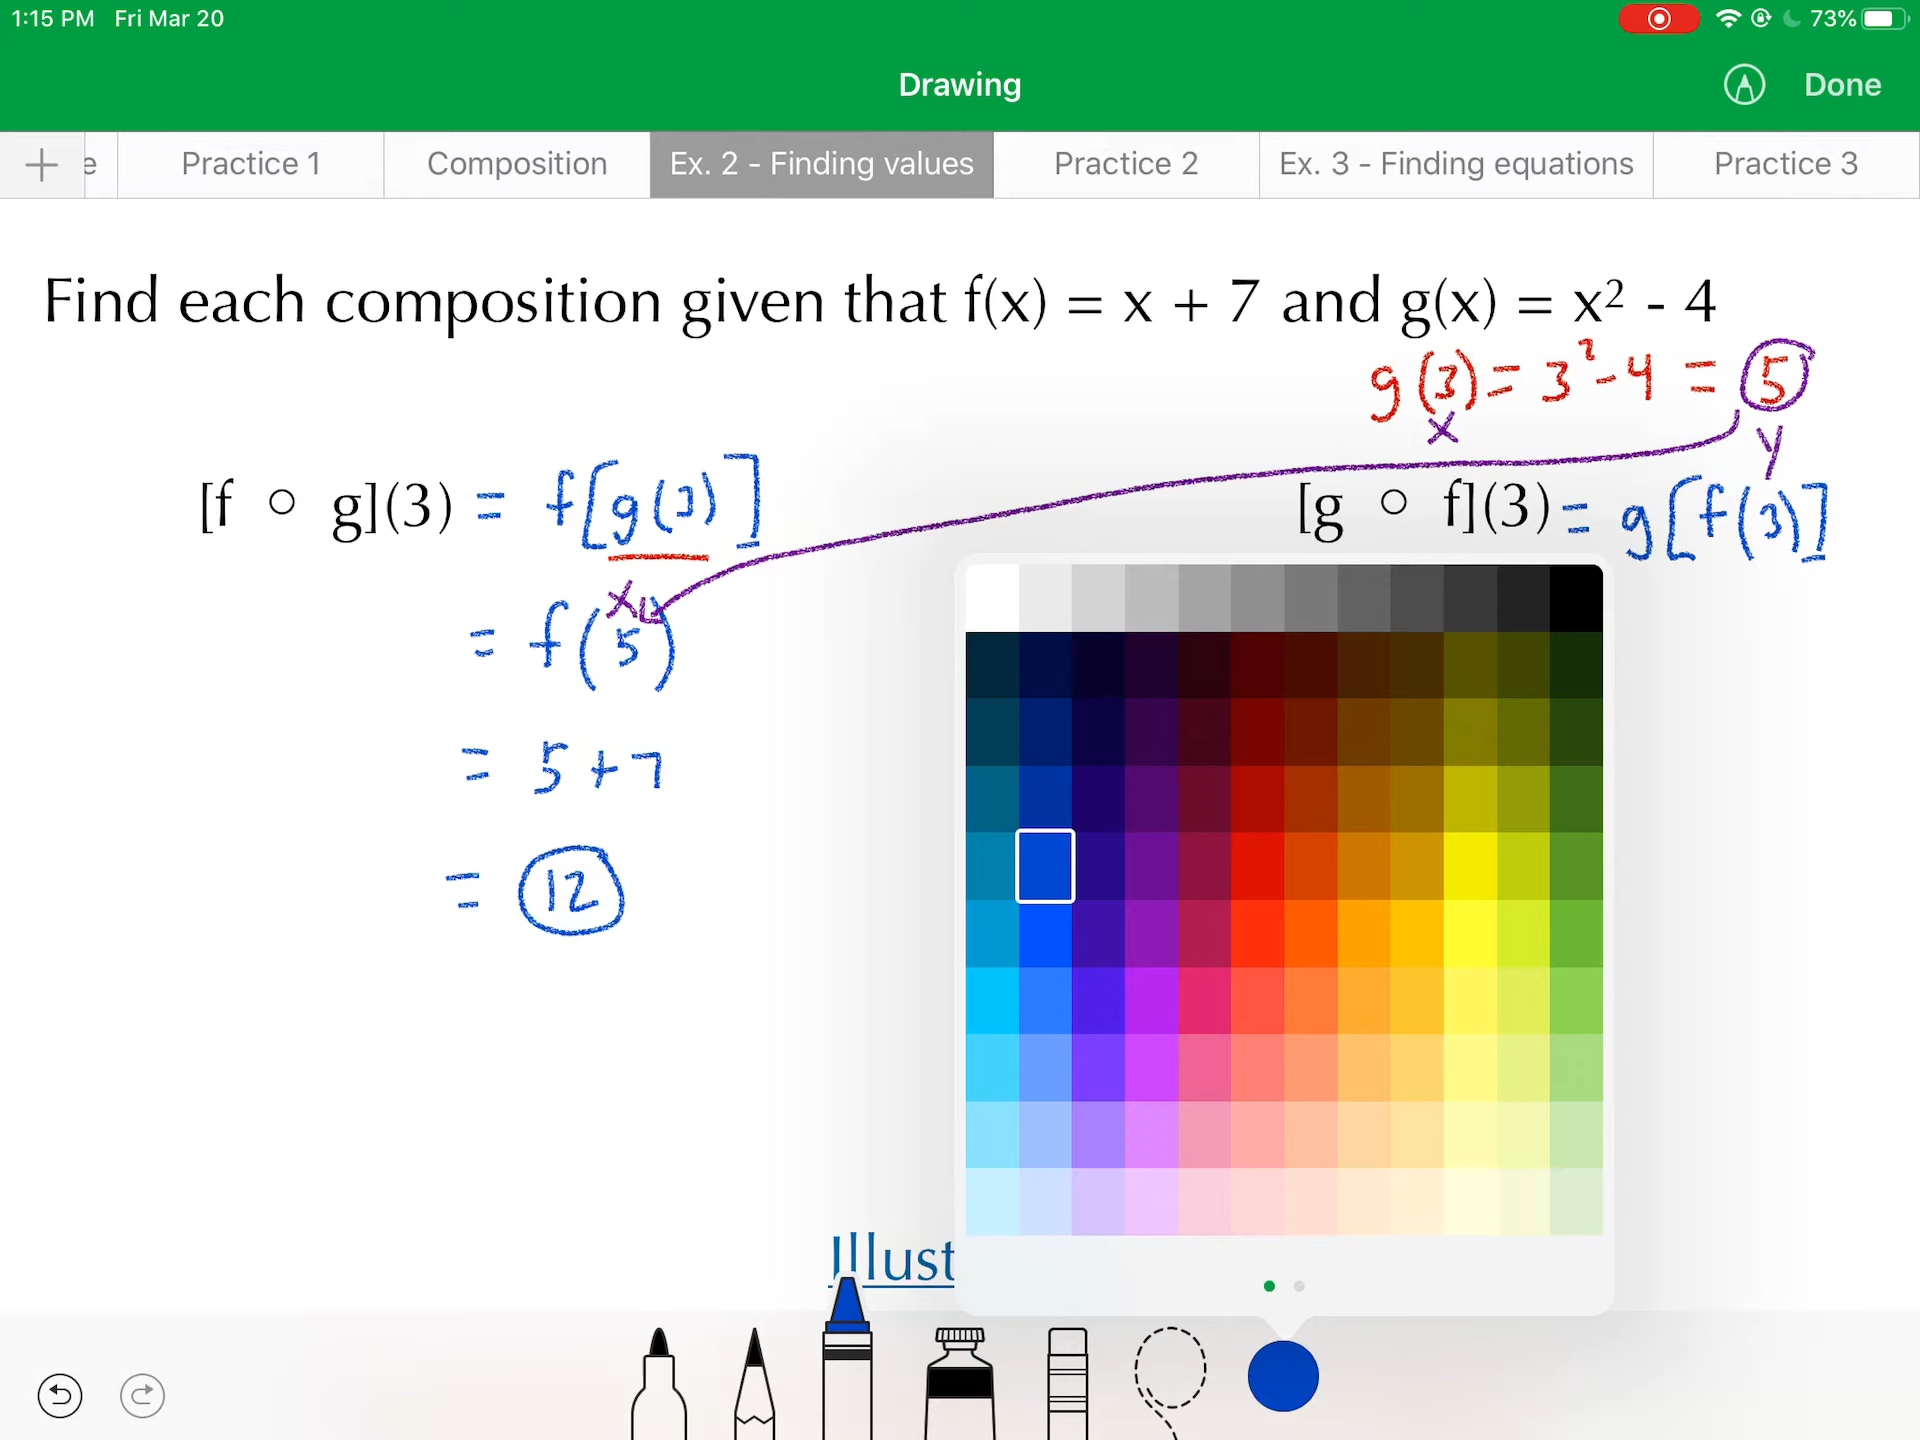 1:15 PM Fri Mar 20 73%
Drawing Done
e Practice 1 Composition Ex. 2 - Finding values Practice 2 Ex. 3 - Finding equations Practice 3
Find each composition given that f(x) = x + 7 and g(x) = x² - 4
g(3) = 3² - 4 = 5
x y
[f ∘ g](3) = f[g(3)]
[g ∘ f](3) = g[f(3)]
x
= f(5)
= 5 + 7
= 12
Illust